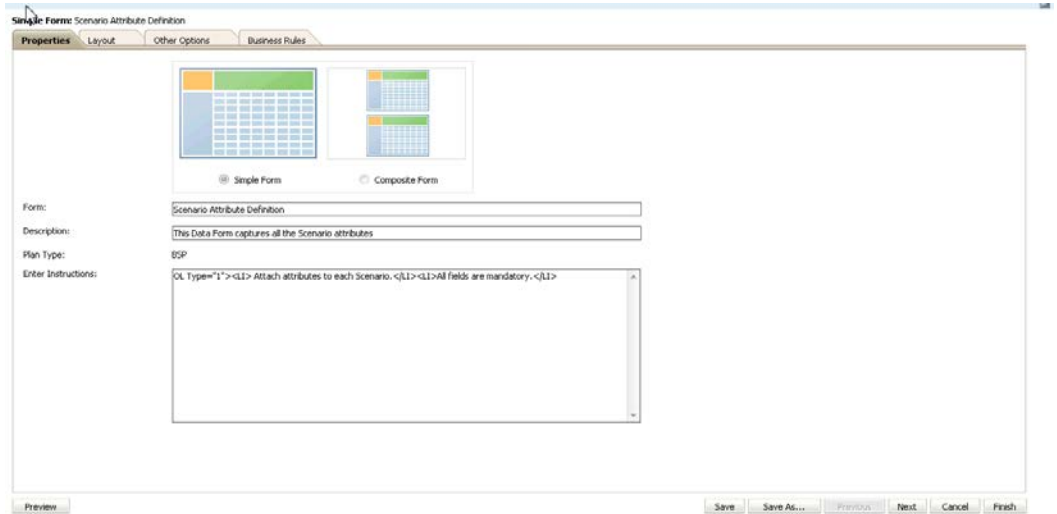 Simple Form: Scenario Attribute Definition
Properties Layout Other Options Business Rules
Simple Form Composite Form
Form: Scenario Attribute Definition
Description: This Data Form captures all the Scenario attributes
Plan Type: BSP
Enter Instructions: OL Type="1"><LI> Attach attributes to each Scenario.</LI><LI>All fields are mandatory.</LI>
Preview Save Save As... Previous Next Cancel Finish